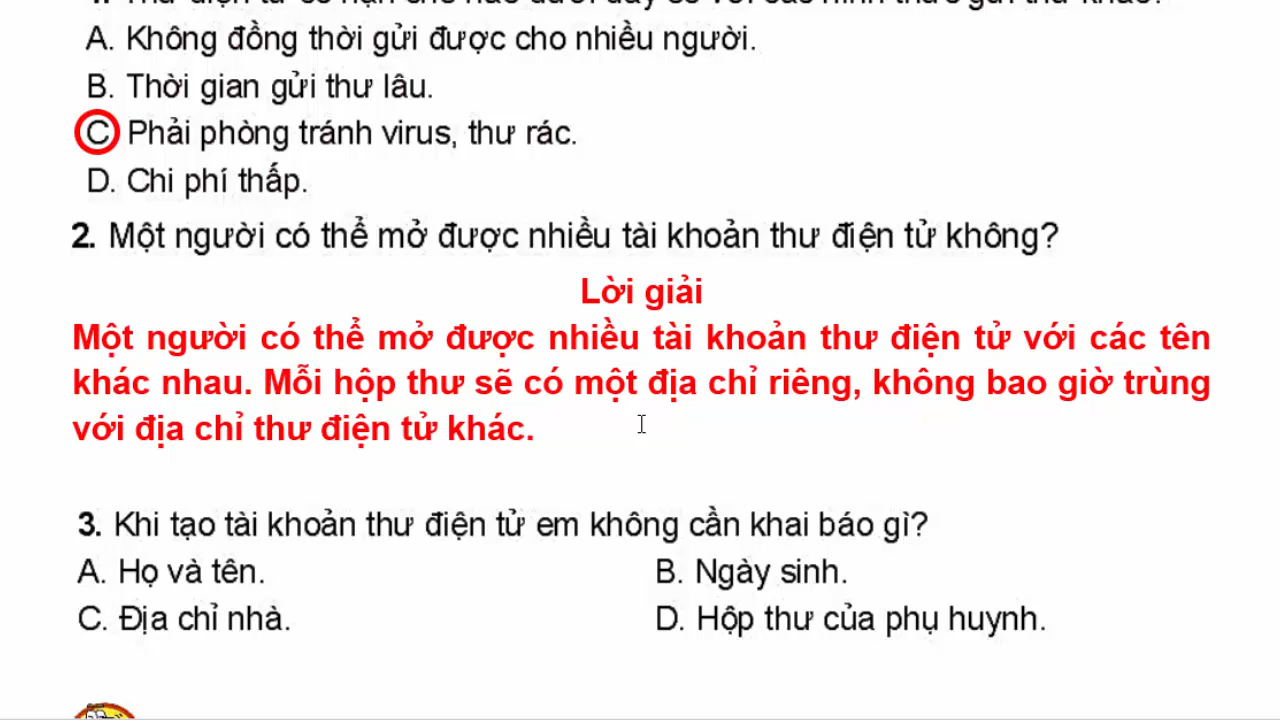 A. Không đồng thời gửi được cho nhiều người.
B. Thời gian gửi thư lâu.
C Phải phòng tránh virus, thư rác.
D. Chi phí thấp.
2. Một người có thể mở được nhiều tài khoản thư điện tử không?
Lời giải
Một người có thể mở được nhiều tài khoản thư điện tử với các tên
khác nhau. Mỗi hộp thư sẽ có một địa chỉ riêng, không bao giờ trùng
với địa chỉ thư điện tử khác.
3. Khi tạo tài khoản thư điện tử em không cần khai báo gì?
A. Họ và tên. B. Ngày sinh.
C. Địa chỉ nhà. D. Hộp thư của phụ huynh.